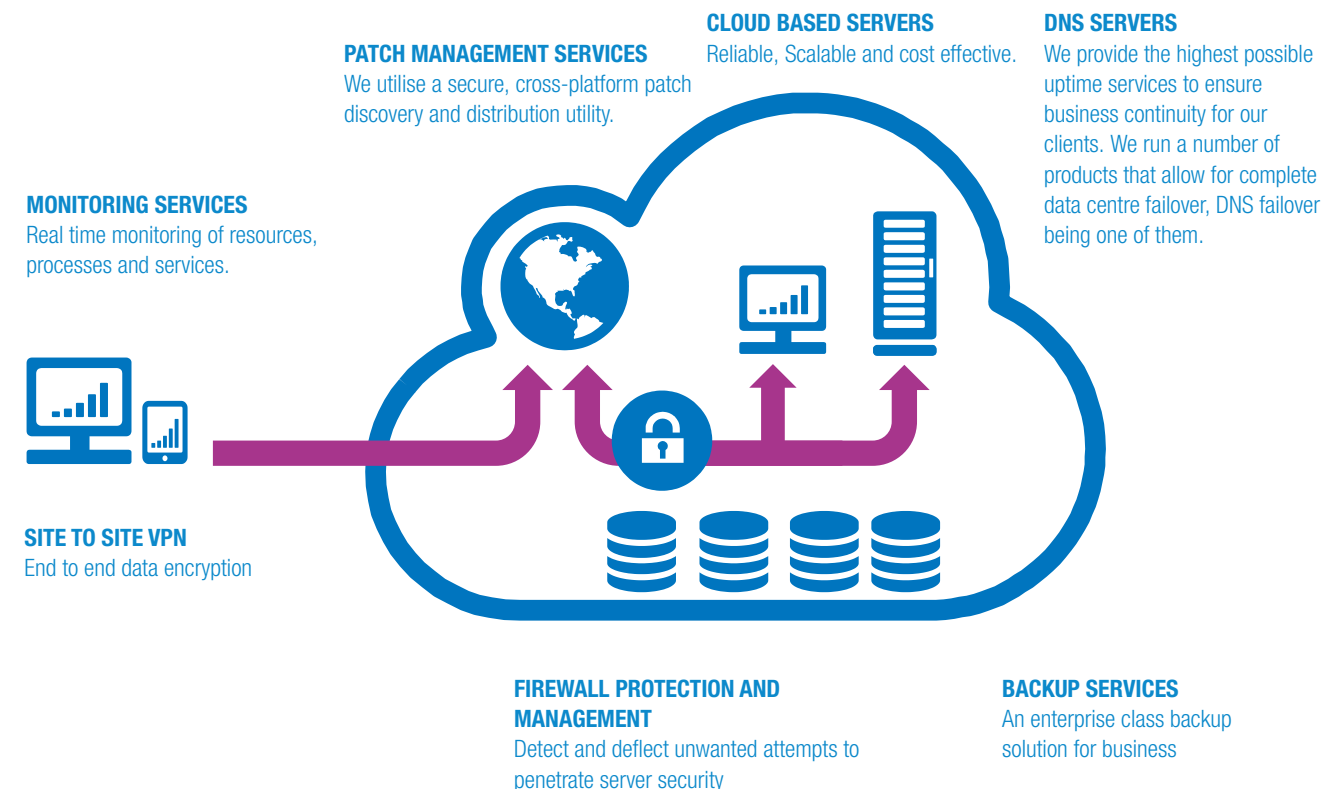 CLOUD BASED SERVERS
Reliable, Scalable and cost effective.
DNS SERVERS
We provide the highest possible
uptime services to ensure
business continuity for our
clients. We run a number of
products that allow for complete
data centre failover, DNS failover
being one of them.
PATCH MANAGEMENT SERVICES
We utilise a secure, cross-platform patch
discovery and distribution utility.
MONITORING SERVICES
Real time monitoring of resources,
processes and services.
SITE TO SITE VPN
End to end data encryption
FIREWALL PROTECTION AND
MANAGEMENT
Detect and deflect unwanted attempts to
penetrate server security
BACKUP SERVICES
An enterprise class backup
solution for business